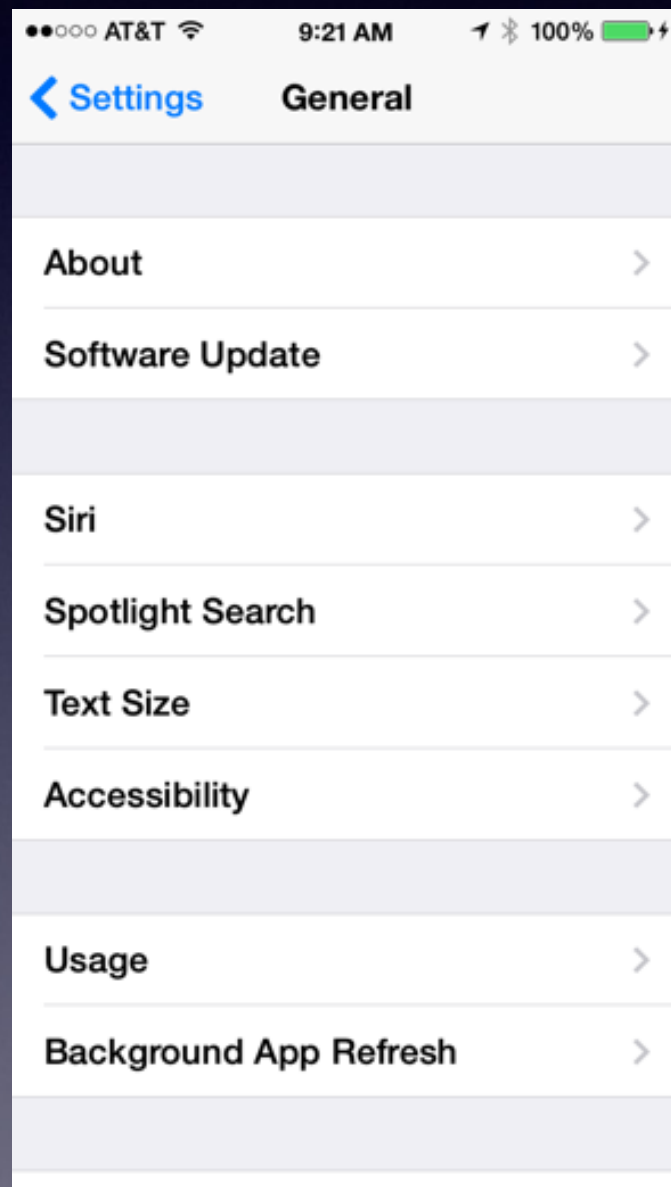 AT&T 9:21 AM 100%
Settings General
About
Software Update
Siri
Spotlight Search
Text Size
Accessibility
Usage
Background App Refresh